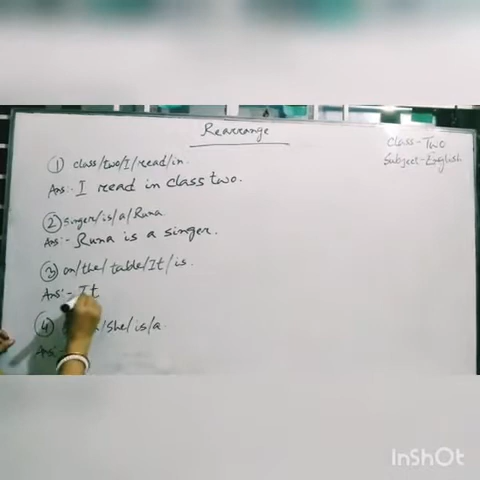 Rearrange
Class-Two
Subject-English
① class/two/I/read/in.
Ans:- I read in class two.
② Singer/is/a/Runa.
Ans:- Runa is a singer.
③ on/the/table/It/is.
Ans:- It
④ /She/is/a
Ans:-
InShOt